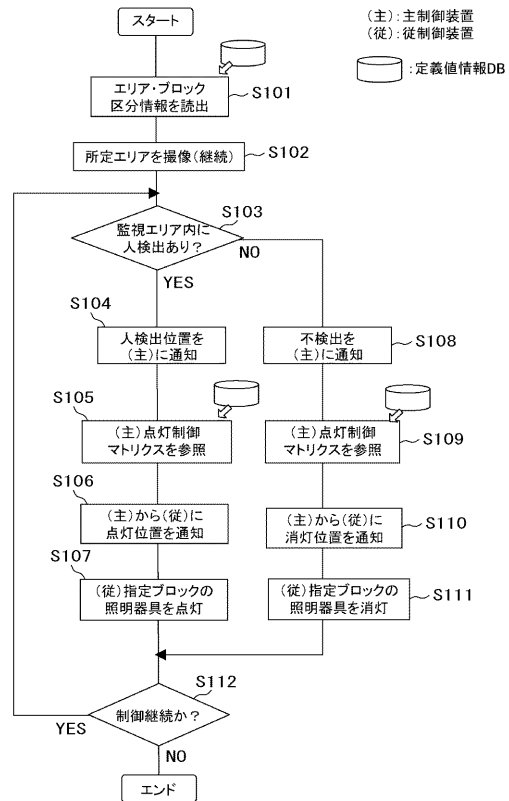 スタート
(主):主制御装置
(従):従制御装置
:定義値情報DB
エリア・ブロック
区分情報を読出
S101
所定エリアを撮像(継続)
S102
S103
監視エリア内に
人検出あり?
NO
YES
S104
人検出位置を
(主)に通知
不検出を
(主)に通知
S108
S105
(主)点灯制御
マトリクスを参照
(主)点灯制御
マトリクスを参照
S109
S106
(主)から(従)に
点灯位置を通知
(主)から(従)に
消灯位置を通知
S110
S107
(従)指定ブロックの
照明器具を点灯
(従)指定ブロックの
照明器具を消灯
S111
S112
制御継続か?
YES
NO
エンド